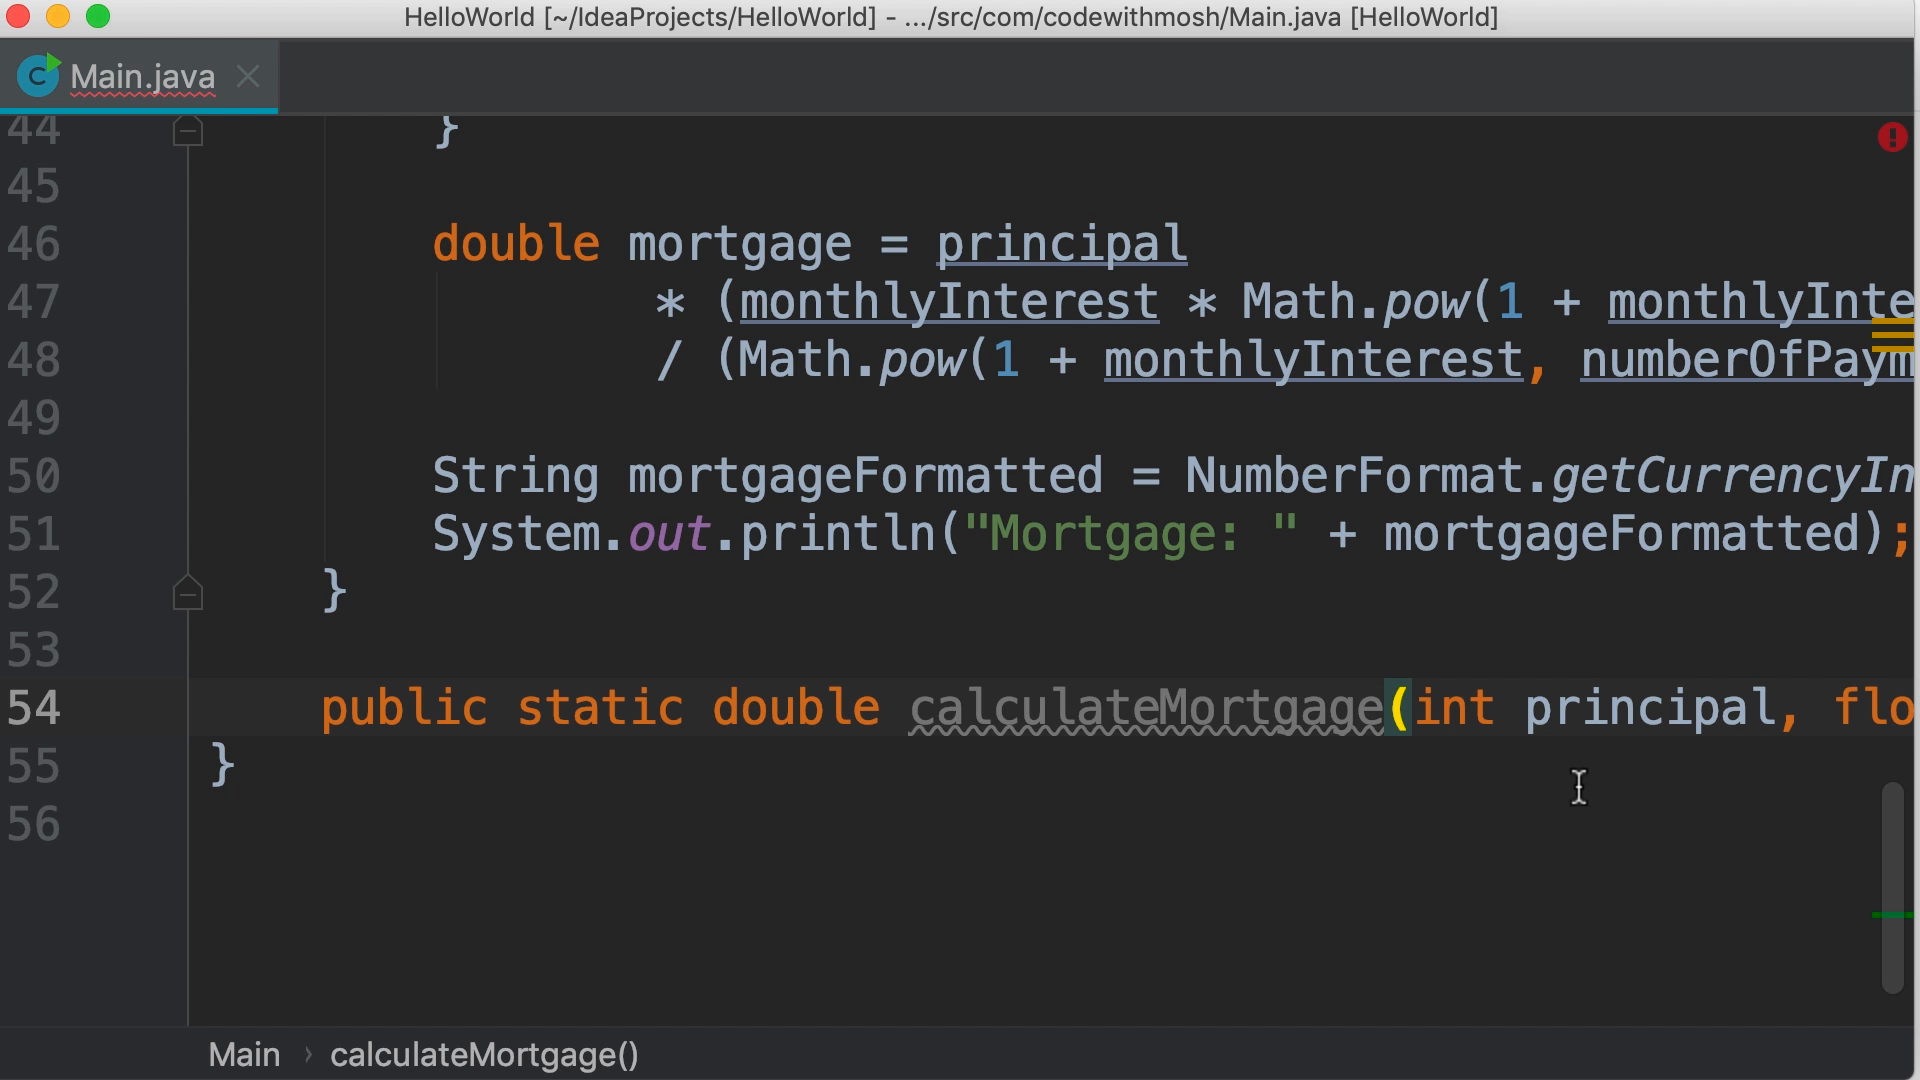 HelloWorld [~/IdeaProjects/HelloWorld] - .../src/com/codewithmosh/Main.java [HelloWorld]
C Main.java
44 }
45
46 double mortgage = principal
47 * (monthlyInterest * Math.pow(1 + monthlyInte
48 / (Math.pow(1 + monthlyInterest, numberOfPaym
49
50 String mortgageFormatted = NumberFormat.getCurrencyIn
51 System.out.println("Mortgage: " + mortgageFormatted);
52 }
53
54 public static double calculateMortgage(int principal, flo
55 }
56
Main › calculateMortgage()